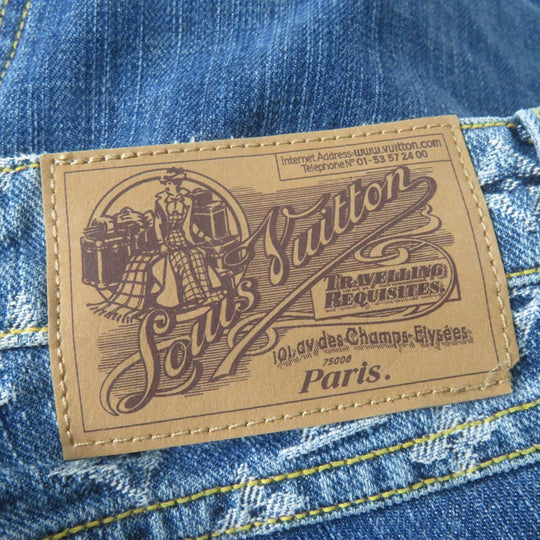 Internet Address-www.vuitton.com
Telephone.Nº 01-53 57 24 00
Louis Vuitton
TRAVELLING
REQUISITES.
101.av des Champs-Elysées
75008
Paris.